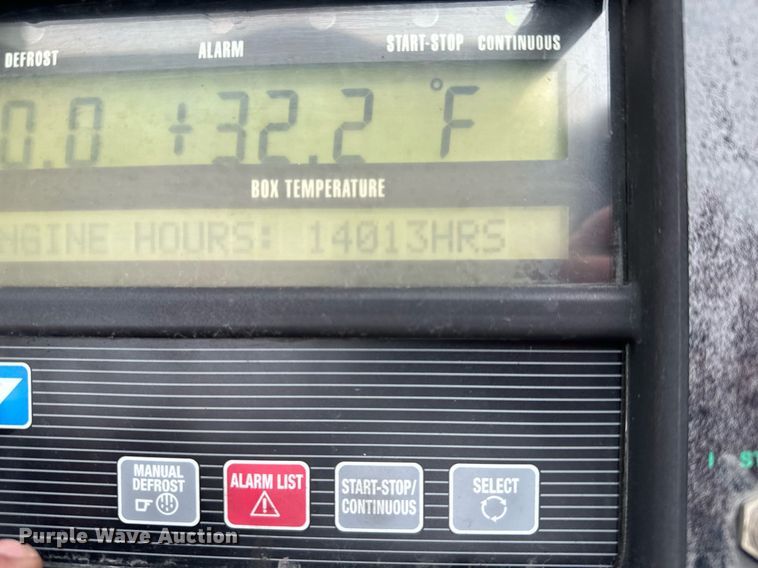 DEFROST ALARM START-STOP CONTINUOUS
0.0 +32.2 °F
BOX TEMPERATURE
NGINE HOURS: 14013HRS
MANUAL DEFROST
ALARM LIST
START-STOP/
CONTINUOUS
SELECT
I ST
Purple Wave Auction